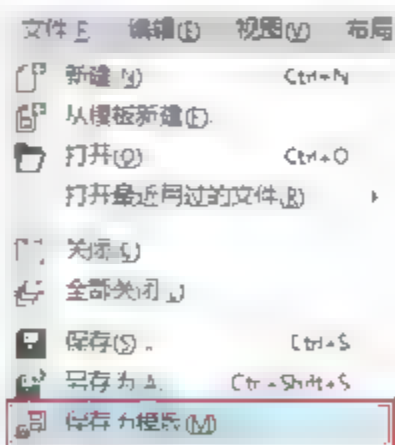 文件(F) 编辑(E) 视图(V) 布局
新建(N) Ctrl+N
从模板新建(F)...
打开(O) Ctrl+O
打开最近用过的文件(R)
关闭(C)
全部关闭(L)
保存(S)... Ctrl+S
另存为(A)... Ctrl+Shift+S
保存为模版(M)